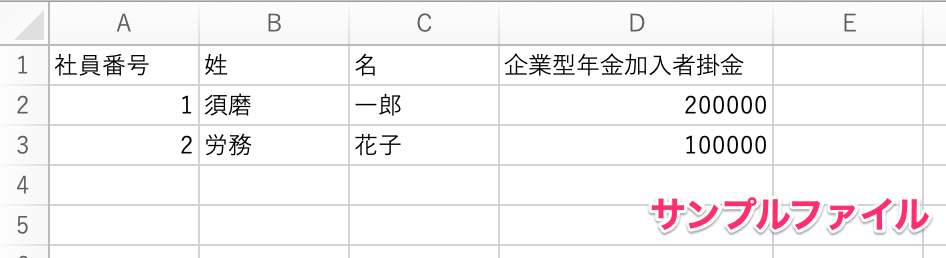 A B C D E
1 社員番号 姓 名 企業型年金加入者掛金
2 1 須磨 一郎 200000
3 2 労務 花子 100000
4
5
サンプルファイル